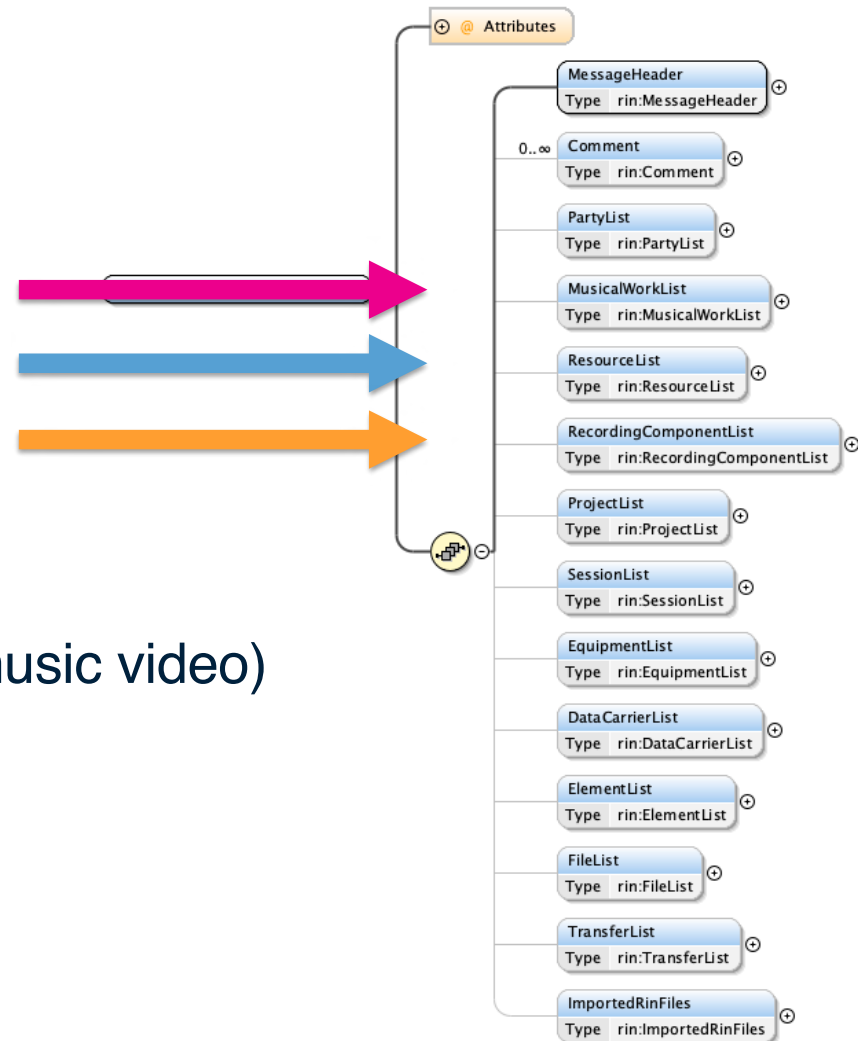 @ Attributes
MessageHeader
Type rin:MessageHeader
0..∞ Comment
Type rin:Comment
PartyList
Type rin:PartyList
MusicalWorkList
Type rin:MusicalWorkList
ResourceList
Type rin:ResourceList
RecordingComponentList
Type rin:RecordingComponentList
ProjectList
Type rin:ProjectList
SessionList
Type rin:SessionList
EquipmentList
Type rin:EquipmentList
usic video)
DataCarrierList
Type rin:DataCarrierList
ElementList
Type rin:ElementList
FileList
Type rin:FileList
TransferList
Type rin:TransferList
ImportedRinFiles
Type rin:ImportedRinFiles